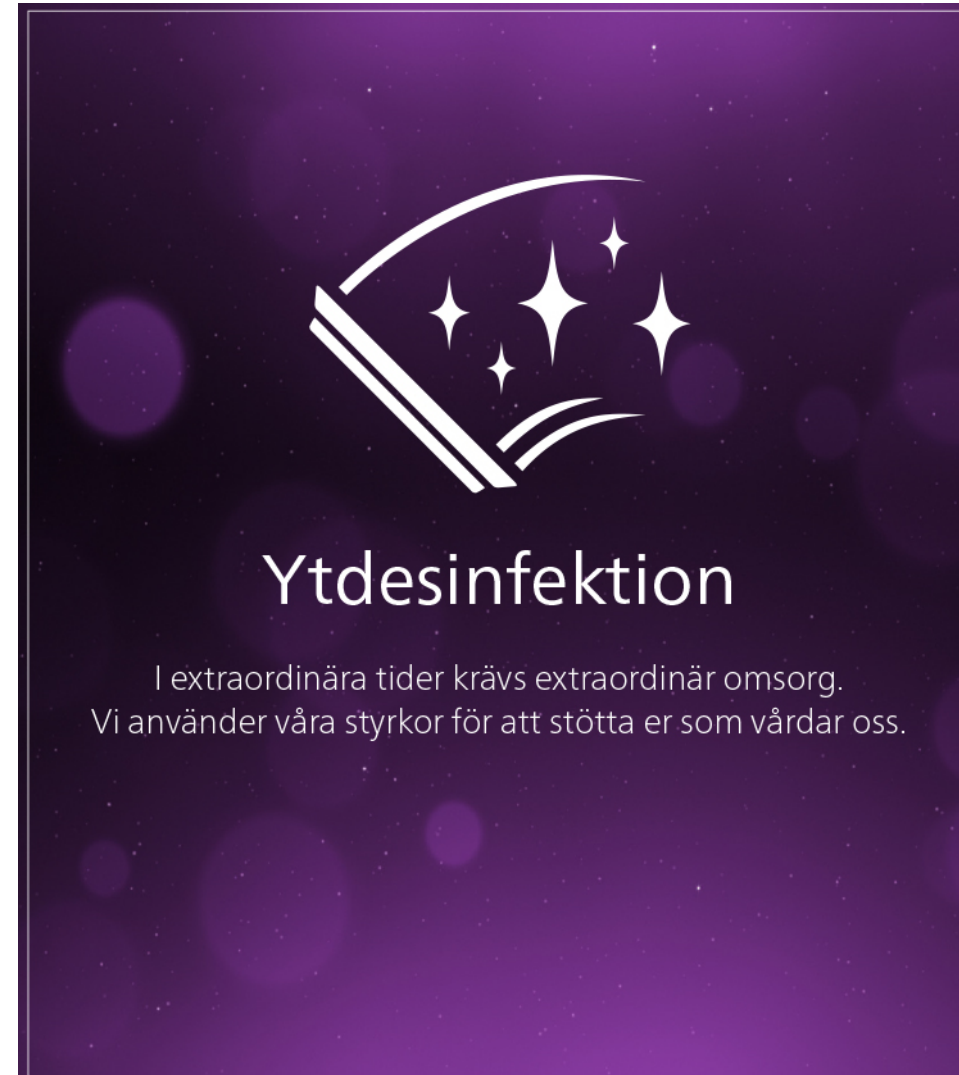 Ytdesinfektion
I extraordinära tider krävs extraordinär omsorg.
Vi använder våra styrkor för att stötta er som vårdar oss.